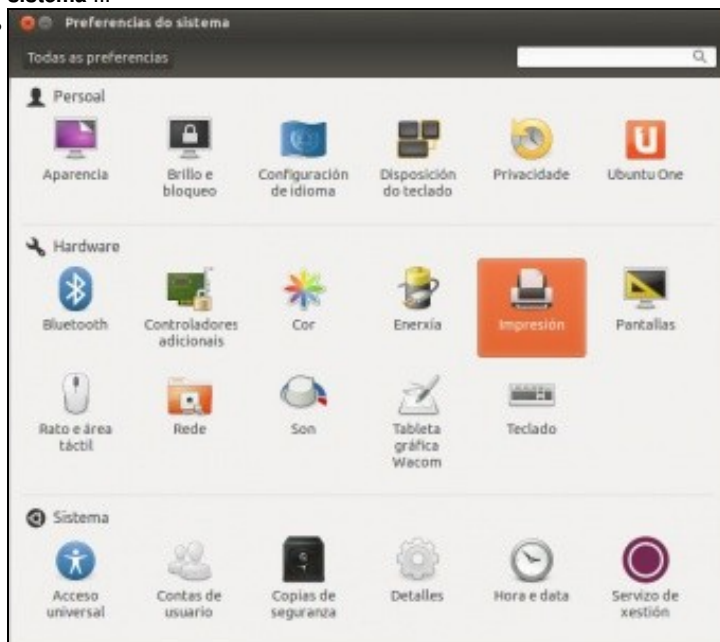 sistema ...
Preferencias do sistema
Todas as preferencias
Persoal
Aparencia
Brillo e
bloqueo
Configuración
de idioma
Disposición
do teclado
Privacidade
Ubuntu One
Hardware
Bluetooth
Controladores
adicionais
Cor
Enerxía
Impresión
Pantallas
Rato e área
táctil
Rede
Son
Tableta
gráfica
Wacom
Teclado
Sistema
Acceso
universal
Contas de
usuario
Copias de
seguranza
Detalles
Hora e data
Servizo de
xestión